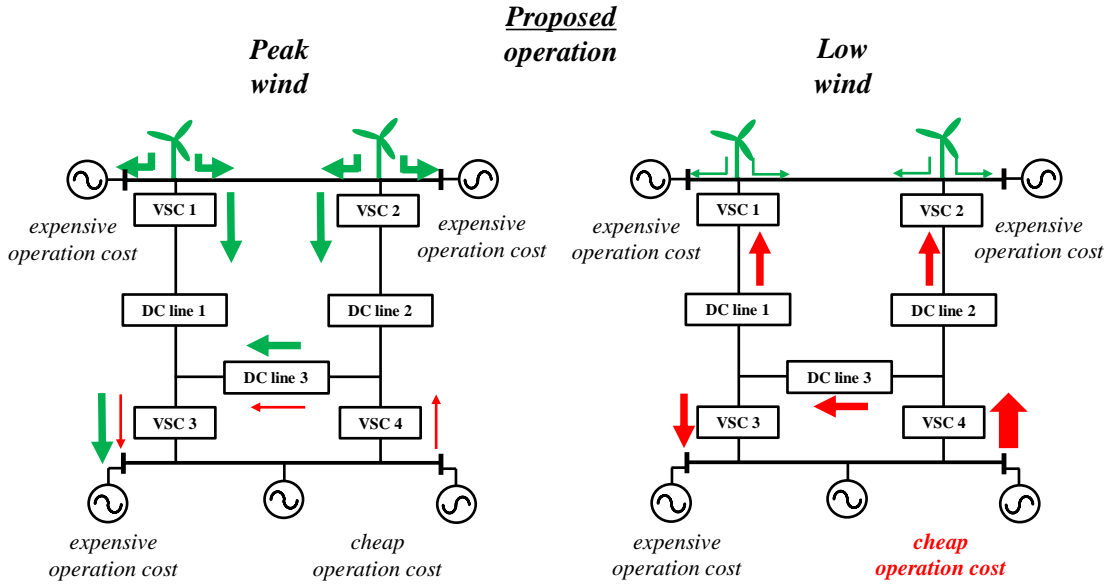 Proposed
operation
Peak
wind
Low
wind
VSC 1
VSC 2
expensive
operation cost
expensive
operation cost
DC line 1
DC line 2
DC line 3
VSC 3
VSC 4
expensive
operation cost
cheap
operation cost
VSC 1
VSC 2
expensive
operation cost
expensive
operation cost
DC line 1
DC line 2
DC line 3
VSC 3
VSC 4
expensive
operation cost
cheap
operation cost